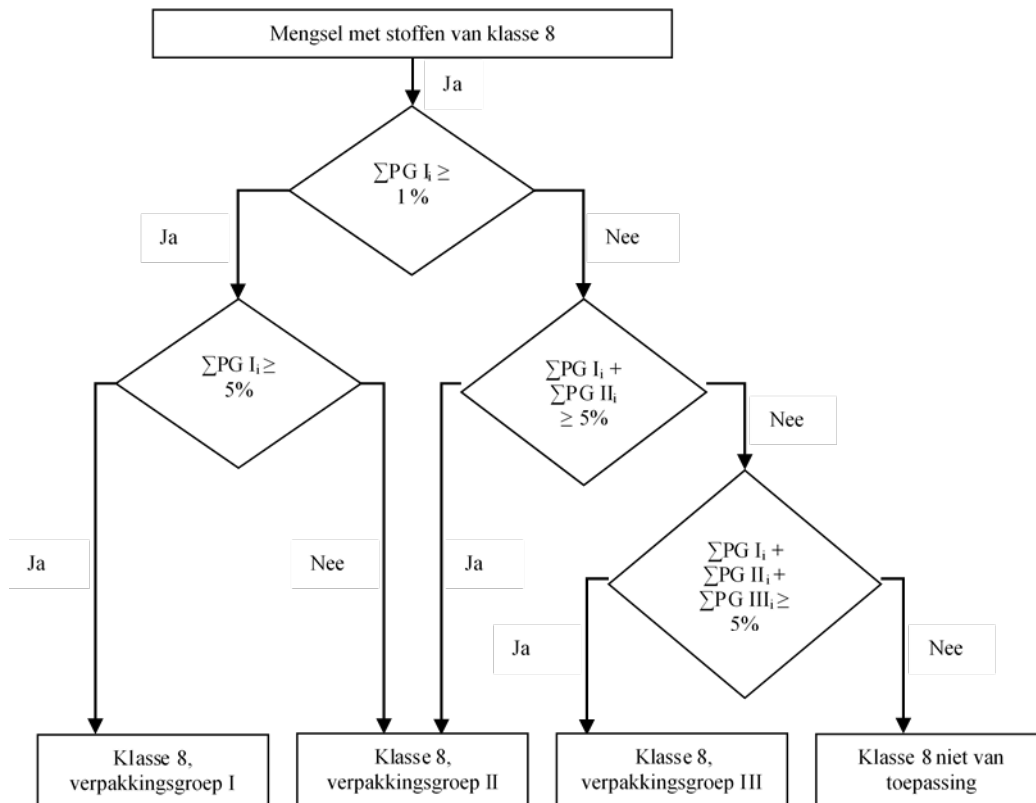 Mengsel met stoffen van klasse 8
Ja
∑PG Iᵢ ≥
1 %
Ja
Nee
∑PG Iᵢ ≥
5%
∑PG Iᵢ +
∑PG IIᵢ
≥ 5%
Nee
∑PG Iᵢ +
∑PG IIᵢ +
∑PG IIIᵢ ≥
5%
Ja
Nee
Ja
Ja
Nee
Klasse 8,
verpakkingsgroep I
Klasse 8,
verpakkingsgroep II
Klasse 8,
verpakkingsgroep III
Klasse 8 niet van
toepassing